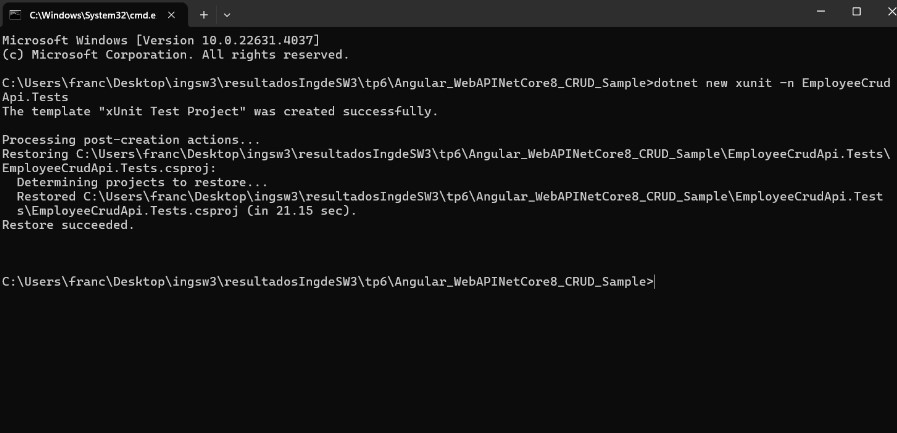 C:\Windows\System32\cmd.e
Microsoft Windows [Version 10.0.22631.4037]
(c) Microsoft Corporation. All rights reserved.
C:\Users\franc\Desktop\ingsw3\resultadosIngdeSW3\tp6\Angular_WebAPINetCore8_CRUD_Sample>dotnet new xunit -n EmployeeCrud
Api.Tests
The template "xUnit Test Project" was created successfully.
Processing post-creation actions...
Restoring C:\Users\franc\Desktop\ingsw3\resultadosIngdeSW3\tp6\Angular_WebAPINetCore8_CRUD_Sample\EmployeeCrudApi.Tests\
EmployeeCrudApi.Tests.csproj:
Determining projects to restore...
Restored C:\Users\franc\Desktop\ingsw3\resultadosIngdeSW3\tp6\Angular_WebAPINetCore8_CRUD_Sample\EmployeeCrudApi.Test
s\EmployeeCrudApi.Tests.csproj (in 21.15 sec).
Restore succeeded.
C:\Users\franc\Desktop\ingsw3\resultadosIngdeSW3\tp6\Angular_WebAPINetCore8_CRUD_Sample>